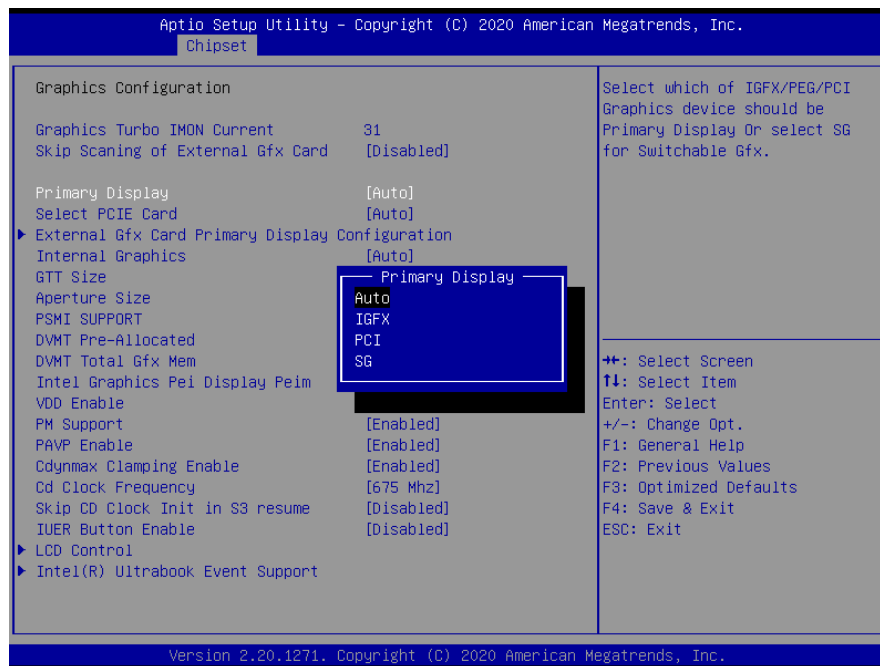 Aptio Setup Utility – Copyright (C) 2020 American Megatrends, Inc.
Chipset
Graphics Configuration
Graphics Turbo IMON Current 31
Skip Scaning of External Gfx Card [Disabled]
Primary Display [Auto]
Select PCIE Card [Auto]
External Gfx Card Primary Display Configuration
Internal Graphics [Auto]
GTT Size
Aperture Size
PSMI SUPPORT
DVMT Pre-Allocated
DVMT Total Gfx Mem
Intel Graphics Pei Display Peim
VDD Enable
PM Support [Enabled]
PAVP Enable [Enabled]
Cdynmax Clamping Enable [Enabled]
Cd Clock Frequency [675 Mhz]
Skip CD Clock Init in S3 resume [Disabled]
IUER Button Enable [Disabled]
LCD Control
Intel(R) Ultrabook Event Support
Primary Display
Auto
IGFX
PCI
SG
Select which of IGFX/PEG/PCI
Graphics device should be
Primary Display Or select SG
for Switchable Gfx.
→←: Select Screen
↑↓: Select Item
Enter: Select
+/-: Change Opt.
F1: General Help
F2: Previous Values
F3: Optimized Defaults
F4: Save & Exit
ESC: Exit
Version 2.20.1271. Copyright (C) 2020 American Megatrends, Inc.